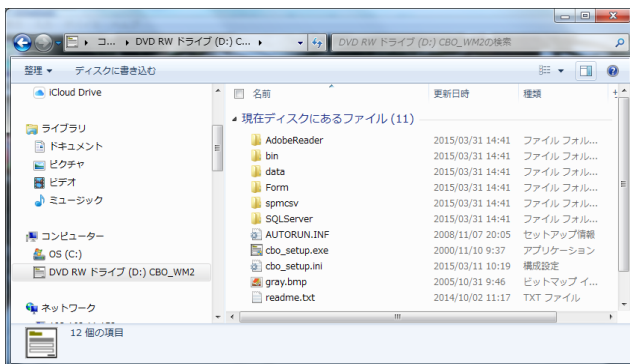 コ... ▸ DVD RW ドライブ (D:) C... ▸
DVD RW ドライブ (D:) CBO_WM2の検索
整理 ▼ ディスクに書き込む
iCloud Drive
ライブラリ
ドキュメント
ピクチャ
ビデオ
ミュージック
コンピューター
OS (C:)
DVD RW ドライブ (D:) CBO_WM2
ネットワーク
名前 更新日時 種類
現在ディスクにあるファイル (11)
AdobeReader 2015/03/31 14:41 ファイル フォル...
bin 2015/03/31 14:41 ファイル フォル...
data 2015/03/31 14:41 ファイル フォル...
Form 2015/03/31 14:41 ファイル フォル...
spmcsv 2015/03/31 14:41 ファイル フォル...
SQLServer 2015/03/31 14:41 ファイル フォル...
AUTORUN.INF 2008/11/07 20:05 セットアップ情報
cbo_setup.exe 2000/11/10 9:37 アプリケーション
cbo_setup.ini 2015/03/11 10:19 構成設定
gray.bmp 2005/10/31 9:46 ビットマップ イ...
readme.txt 2014/10/02 11:17 TXT ファイル
12 個の項目